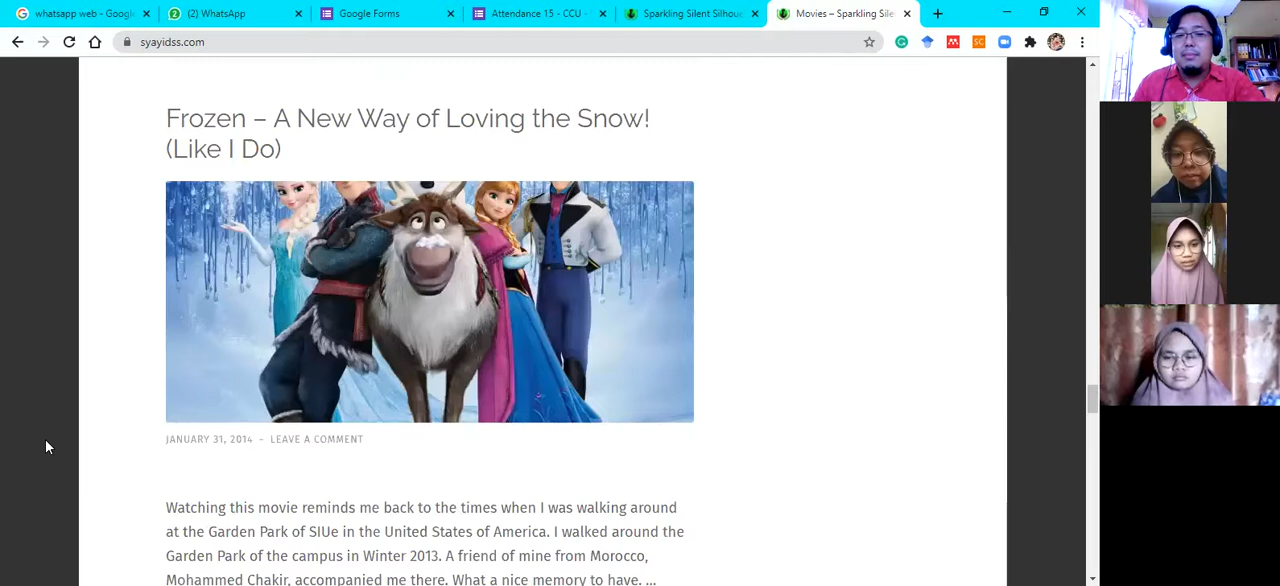 whatsapp web - Googl
(2) WhatsApp
Google Forms
Attendance 15 - CCU -
Sparkling Silent Silhou
Movies – Sparkling Sile
syayidss.com
SC
Frozen – A New Way of Loving the Snow!
(Like I Do)
JANUARY 31, 2014 – LEAVE A COMMENT
Watching this movie reminds me back to the times when I was walking around
at the Garden Park of SIUe in the United States of America. I walked around the
Garden Park of the campus in Winter 2013. A friend of mine from Morocco,
Mohammed Chakir, accompanied me there. What a nice memory to have. …